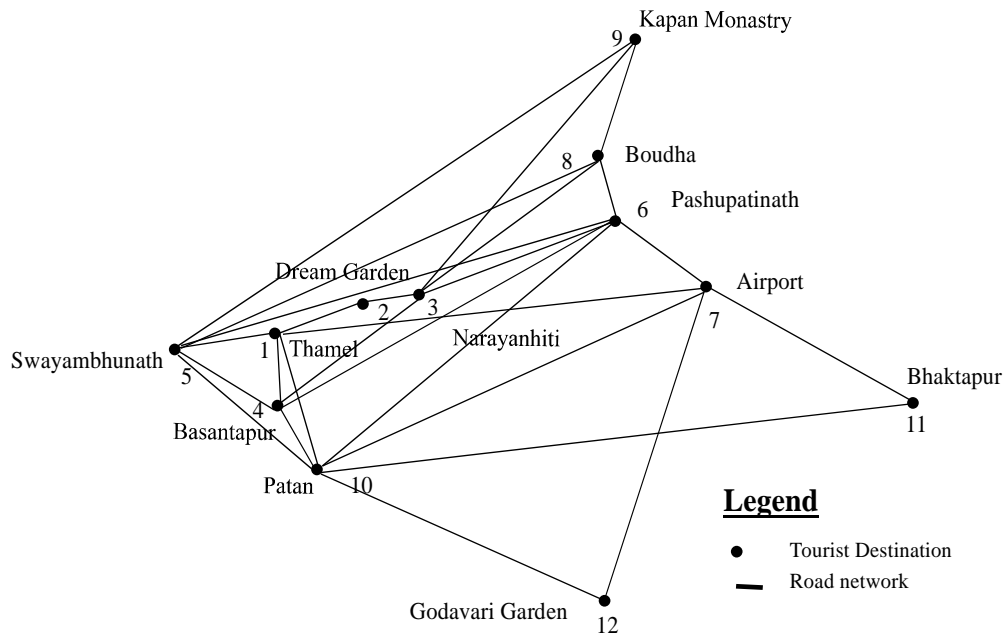 Kapan Monastry
9
Boudha
8
Pashupatinath
6
Dream Garden
Airport
2
3
7
Narayanhiti
Thamel
1
Swayambhunath
5
Bhaktapur
11
4
Basantapur
Patan
10
Legend
Tourist Destination
Road network
Godavari Garden
12